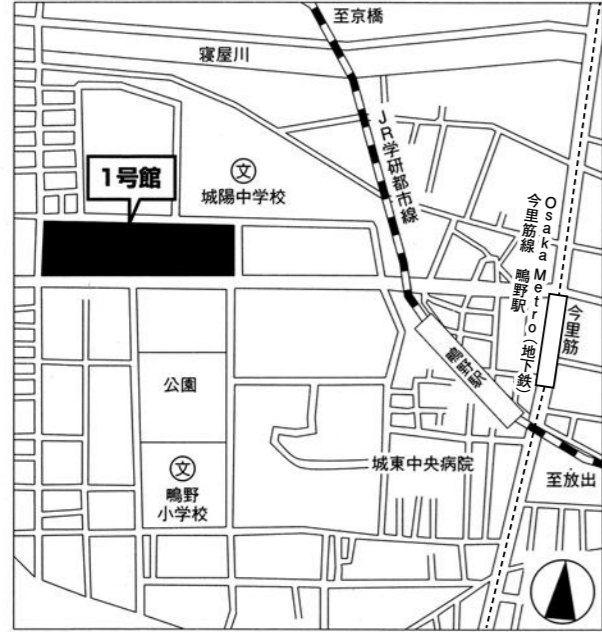 至京橋
寝屋川
JR学研都市線
1号館
文
城陽中学校
Osaka Metro(地下鉄)
今里筋線 鴫野駅
今里筋
鴫野駅
公園
文
鴫野
小学校
城東中央病院
至放出